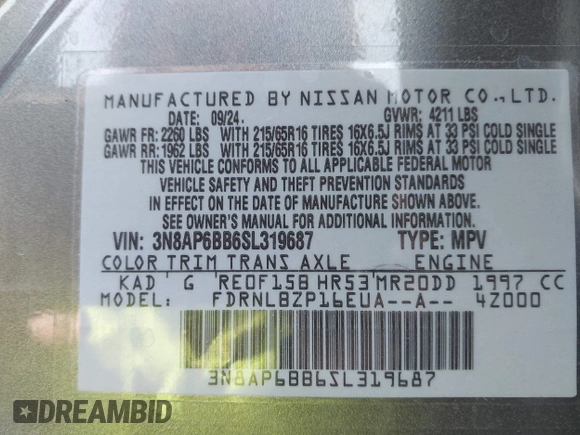 MANUFACTURED BY NISSAN MOTOR CO.,LTD.
DATE: 09/24. GVWR: 4211 LBS
GAWR FR: 2260 LBS WITH 215/65R16 TIRES 16X6.5J RIMS AT 33 PSI COLD SINGLE
GAWR RR: 1962 LBS WITH 215/65R16 TIRES 16X6.5J RIMS AT 33 PSI COLD SINGLE
THIS VEHICLE CONFORMS TO ALL APPLICABLE FEDERAL MOTOR
VEHICLE SAFETY AND THEFT PREVENTION STANDARDS
IN EFFECT ON THE DATE OF MANUFACTURE SHOWN ABOVE.
SEE OWNER'S MANUAL FOR ADDITIONAL INFORMATION.
VIN: 3N8AP6BB6SL319687 TYPE: MPV
COLOR TRIM TRANS AXLE ENGINE
KAD G RE0F15B HR53 MR20DD 1997 CC
MODEL: FDRNLBZP16EUA--A-- 4Z000
3N8AP6BB6SL319687
DREAMBID